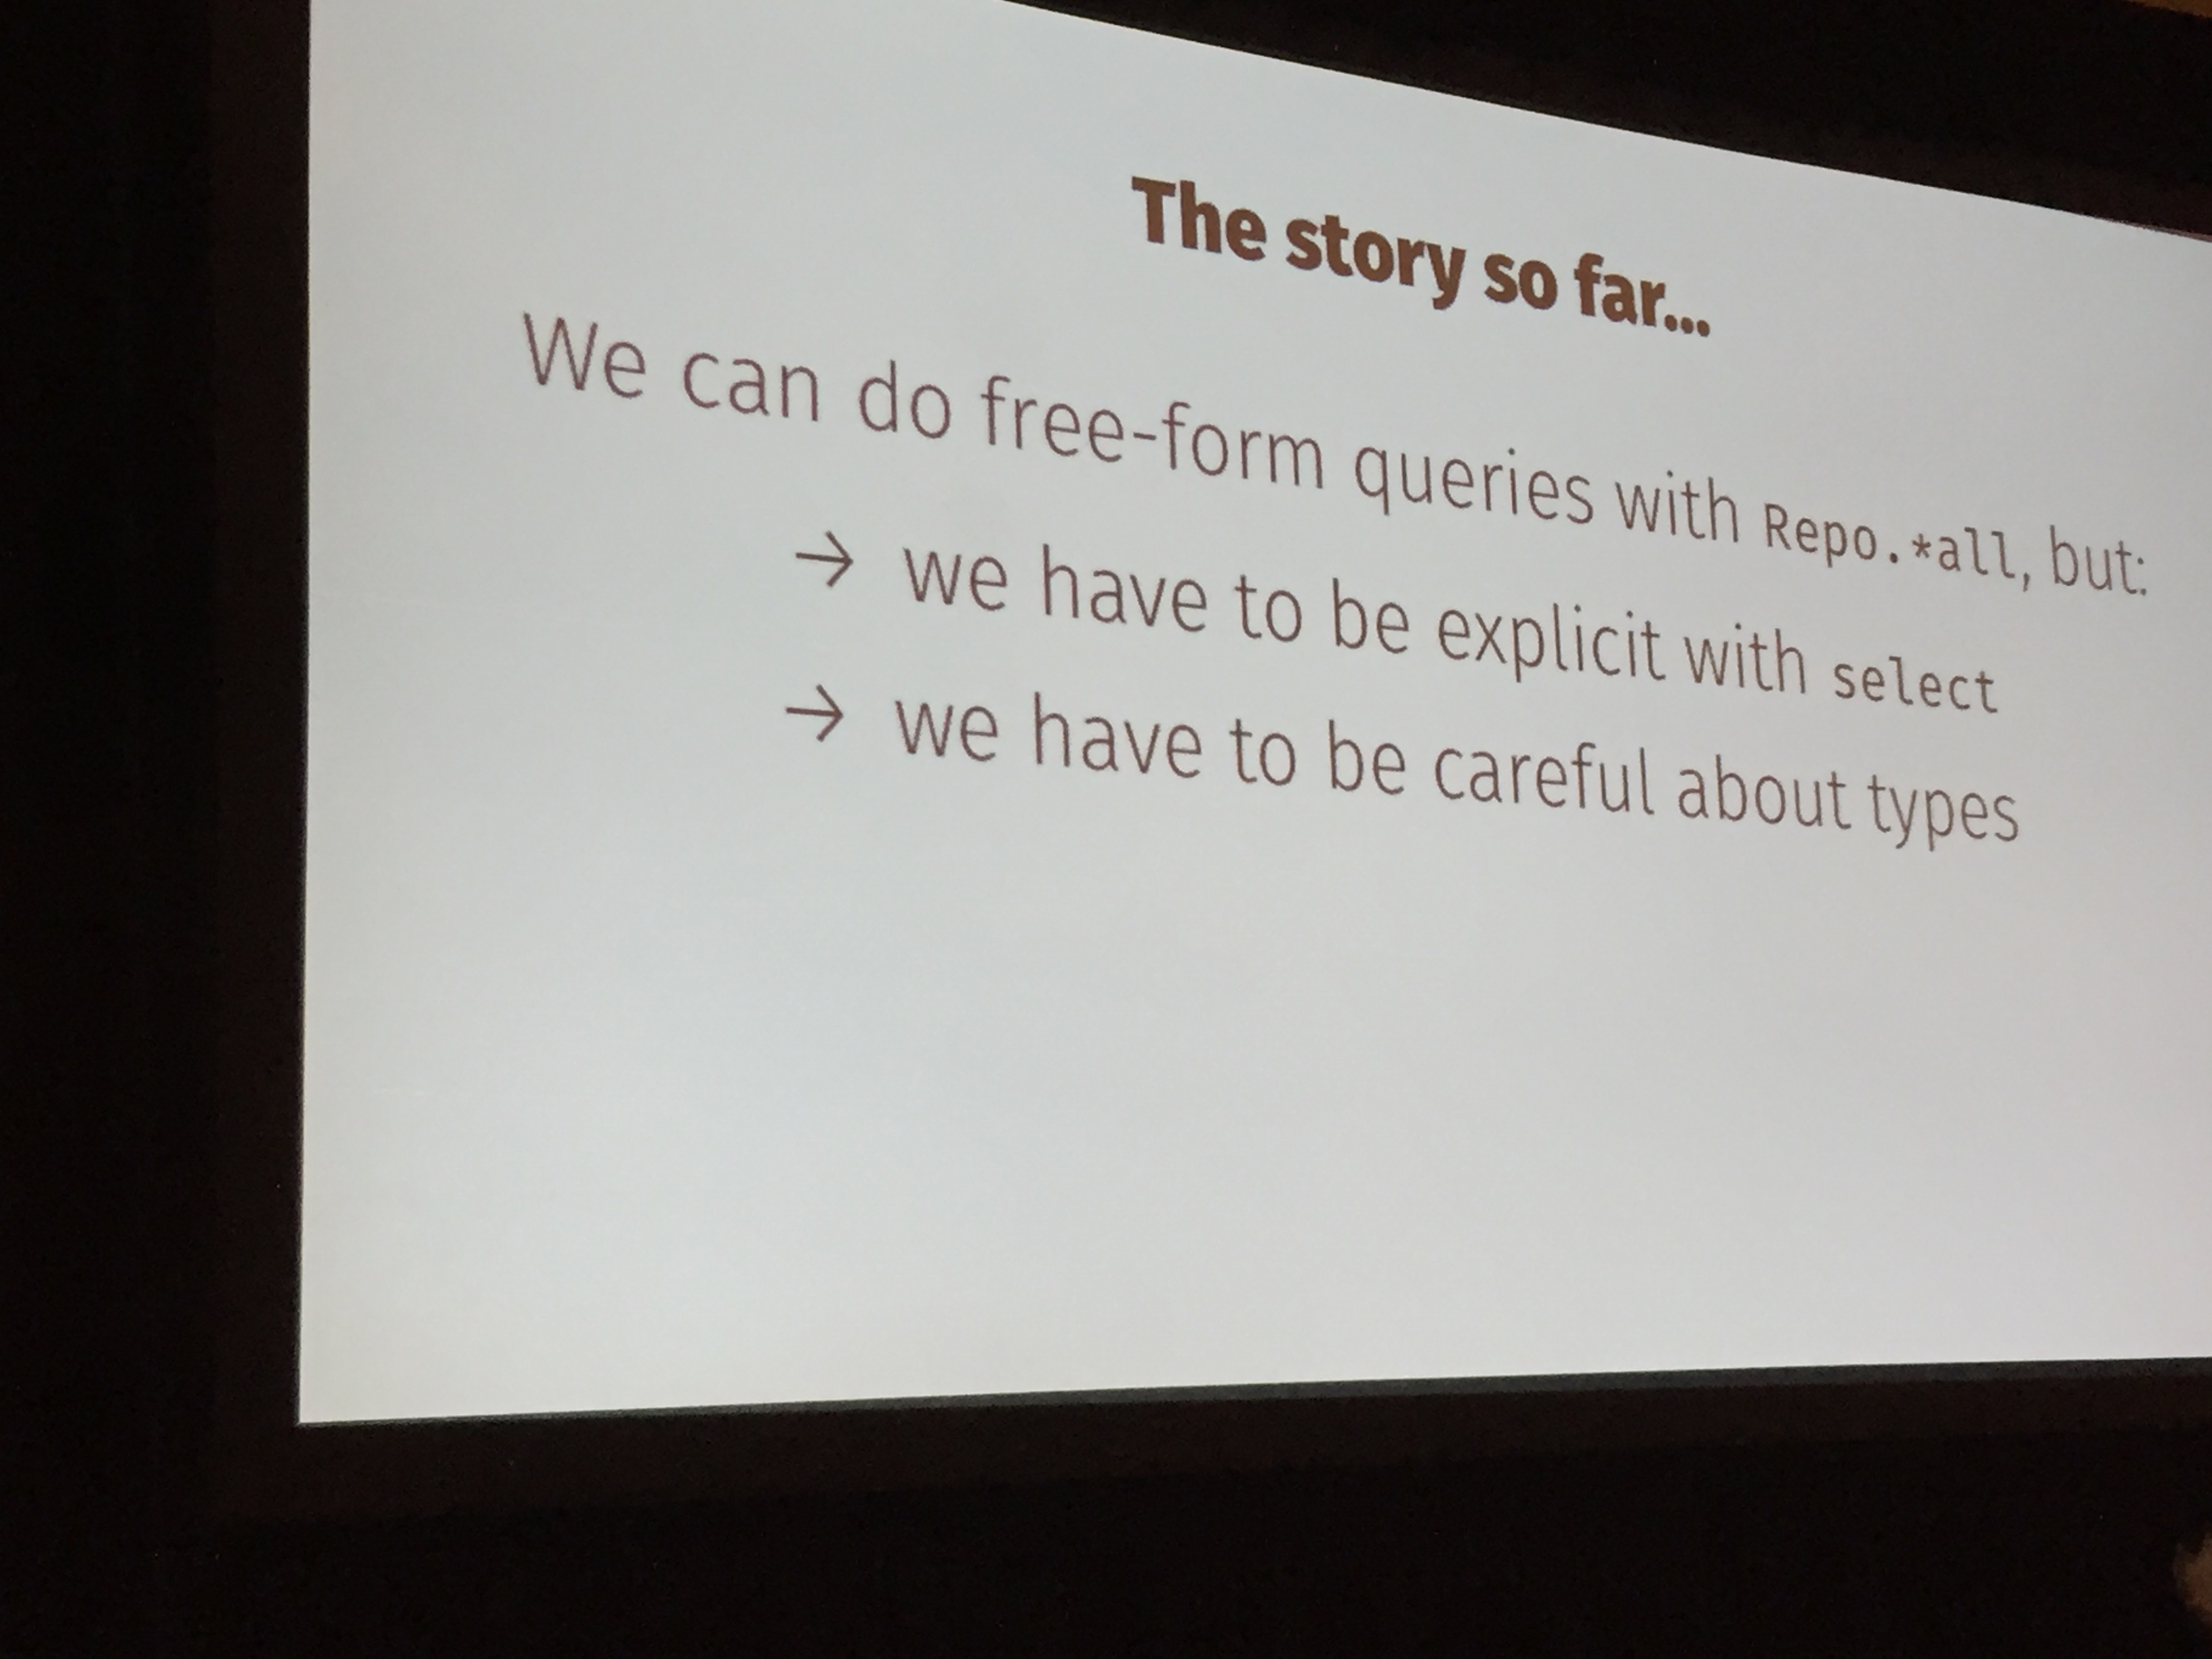 The story so far...
We can do free-form queries with Repo.*all, but:
→ we have to be explicit with select
→ we have to be careful about types